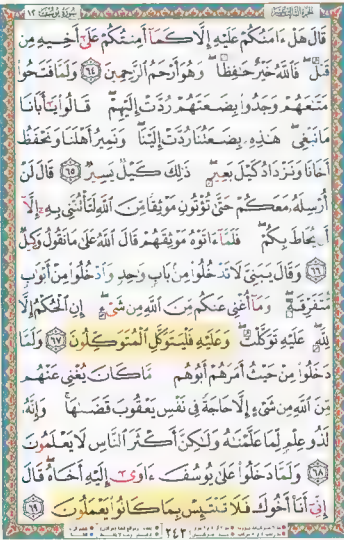 سُورَةُ يُوسُفَ ١٢
قَالَ هَلْ ءَامَنُكُمْ عَلَيْهِ إِلَّا كَمَآ أَمِنتُكُمْ عَلَىٰٓ أَخِيهِ مِن
قَبْلُ ۖ فَٱللَّهُ خَيْرٌ حَٰفِظًا ۖ وَهُوَ أَرْحَمُ ٱلرَّٰحِمِينَ ٦٤ وَلَمَّا فَتَحُوا۟
مَتَٰعَهُمْ وَجَدُوا۟ بِضَٰعَتَهُمْ رُدَّتْ إِلَيْهِمْ ۖ قَالُوا۟ يَٰٓأَبَانَا
مَا نَبْغِى ۖ هَٰذِهِۦ بِضَٰعَتُنَا رُدَّتْ إِلَيْنَا ۖ وَنَمِيرُ أَهْلَنَا وَنَحْفَظُ
أَخَانَا وَنَزْدَادُ كَيْلَ بَعِيرٍ ۖ ذَٰلِكَ كَيْلٌ يَسِيرٌ ٦٥ قَالَ لَنْ
أُرْسِلَهُۥ مَعَكُمْ حَتَّىٰ تُؤْتُونِ مَوْثِقًا مِّنَ ٱللَّهِ لَتَأْتُنَّنِى بِهِۦٓ إِلَّآ
أَن يُحَاطَ بِكُمْ ۖ فَلَمَّآ ءَاتَوْهُ مَوْثِقَهُمْ قَالَ ٱللَّهُ عَلَىٰ مَا نَقُولُ وَكِيلٌ
٦٦ وَقَالَ يَٰبَنِىَّ لَا تَدْخُلُوا۟ مِنۢ بَابٍ وَٰحِدٍ وَٱدْخُلُوا۟ مِنْ أَبْوَٰبٍ
مُّتَفَرِّقَةٍ ۖ وَمَآ أُغْنِى عَنكُم مِّنَ ٱللَّهِ مِن شَىْءٍ ۖ إِنِ ٱلْحُكْمُ إِلَّا
لِلَّهِ ۖ عَلَيْهِ تَوَكَّلْتُ ۖ وَعَلَيْهِ فَلْيَتَوَكَّلِ ٱلْمُتَوَكِّلُونَ ٦٧ وَلَمَّا
دَخَلُوا۟ مِنْ حَيْثُ أَمَرَهُمْ أَبُوهُم مَّا كَانَ يُغْنِى عَنْهُم
مِّنَ ٱللَّهِ مِن شَىْءٍ إِلَّا حَاجَةً فِى نَفْسِ يَعْقُوبَ قَضَىٰهَا ۚ وَإِنَّهُۥ
لَذُو عِلْمٍ لِّمَا عَلَّمْنَٰهُ وَلَٰكِنَّ أَكْثَرَ ٱلنَّاسِ لَا يَعْلَمُونَ
٦٨ وَلَمَّا دَخَلُوا۟ عَلَىٰ يُوسُفَ ءَاوَىٰٓ إِلَيْهِ أَخَاهُ ۖ قَالَ
إِنِّىٓ أَنَا۠ أَخُوكَ فَلَا تَبْتَئِسْ بِمَا كَانُوا۟ يَعْمَلُونَ ٦٩
٢٤٣